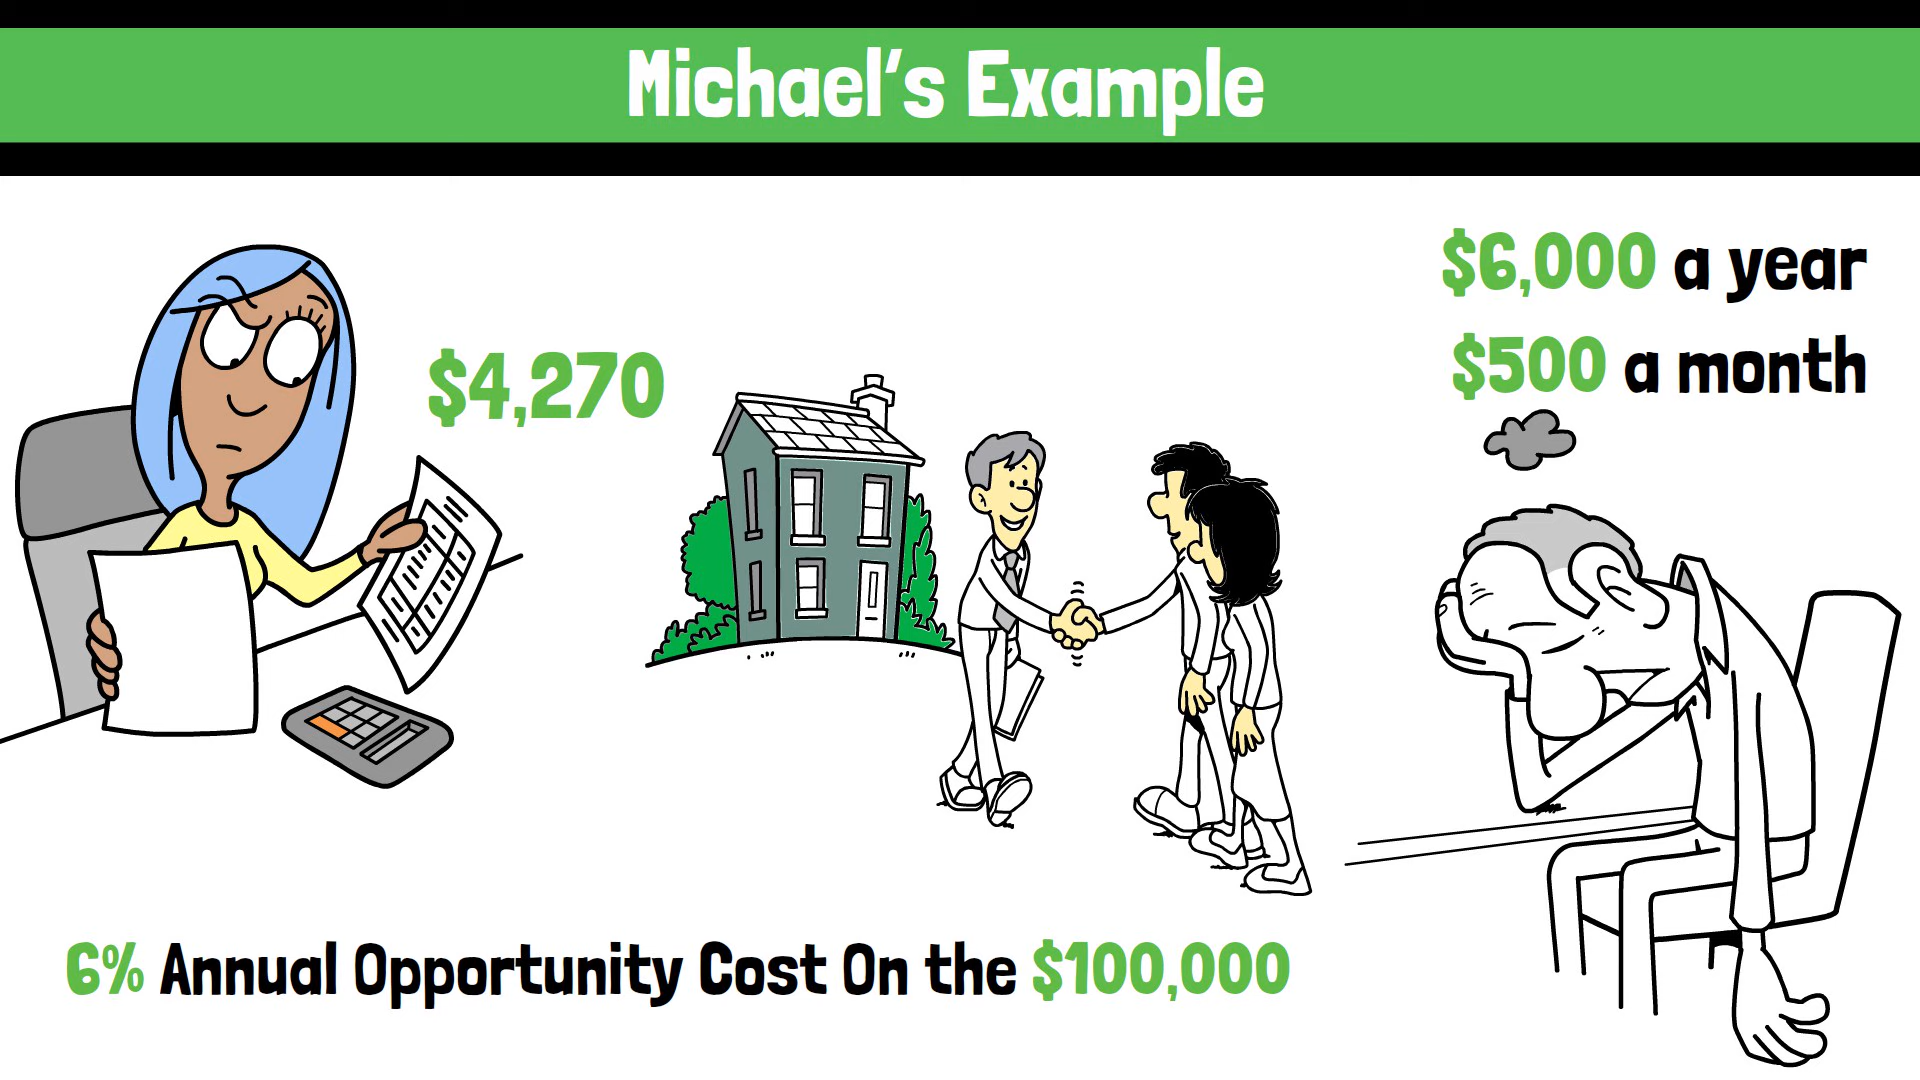 Michael's Example
$4,270
$6,000 a year
$500 a month
6% Annual Opportunity Cost On the $100,000